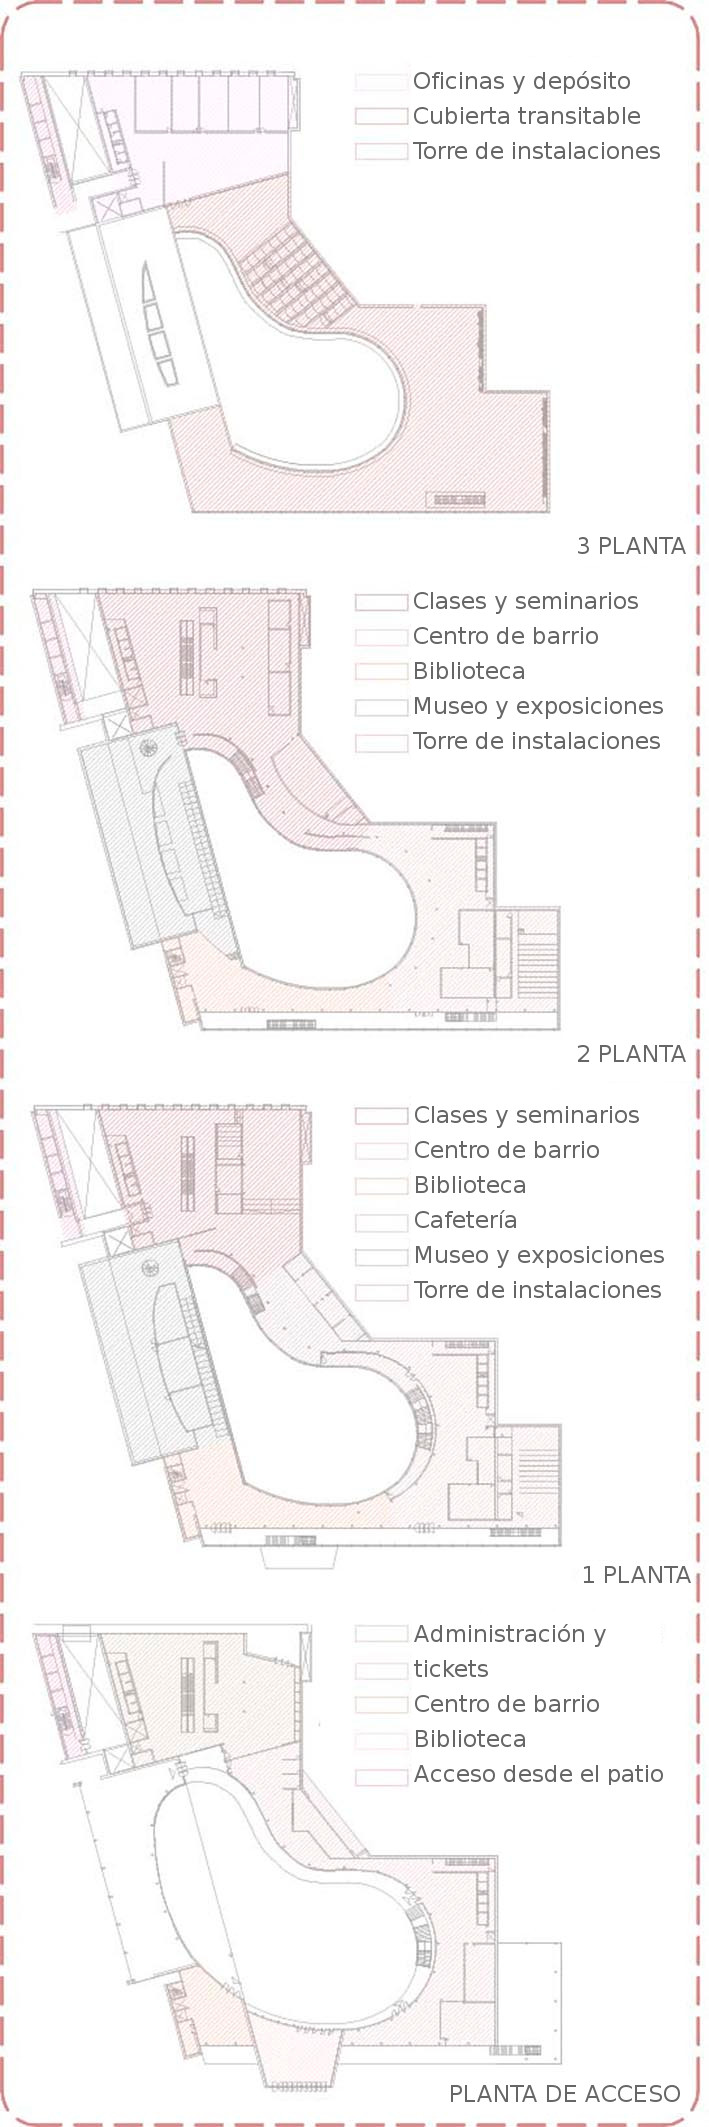 Oficinas y depósito
Cubierta transitable
Torre de instalaciones
3 PLANTA
Clases y seminarios
Centro de barrio
Biblioteca
Museo y exposiciones
Torre de instalaciones
2 PLANTA
Clases y seminarios
Centro de barrio
Biblioteca
Cafetería
Museo y exposiciones
Torre de instalaciones
1 PLANTA
Administración y
tickets
Centro de barrio
Biblioteca
Acceso desde el patio
PLANTA DE ACCESO